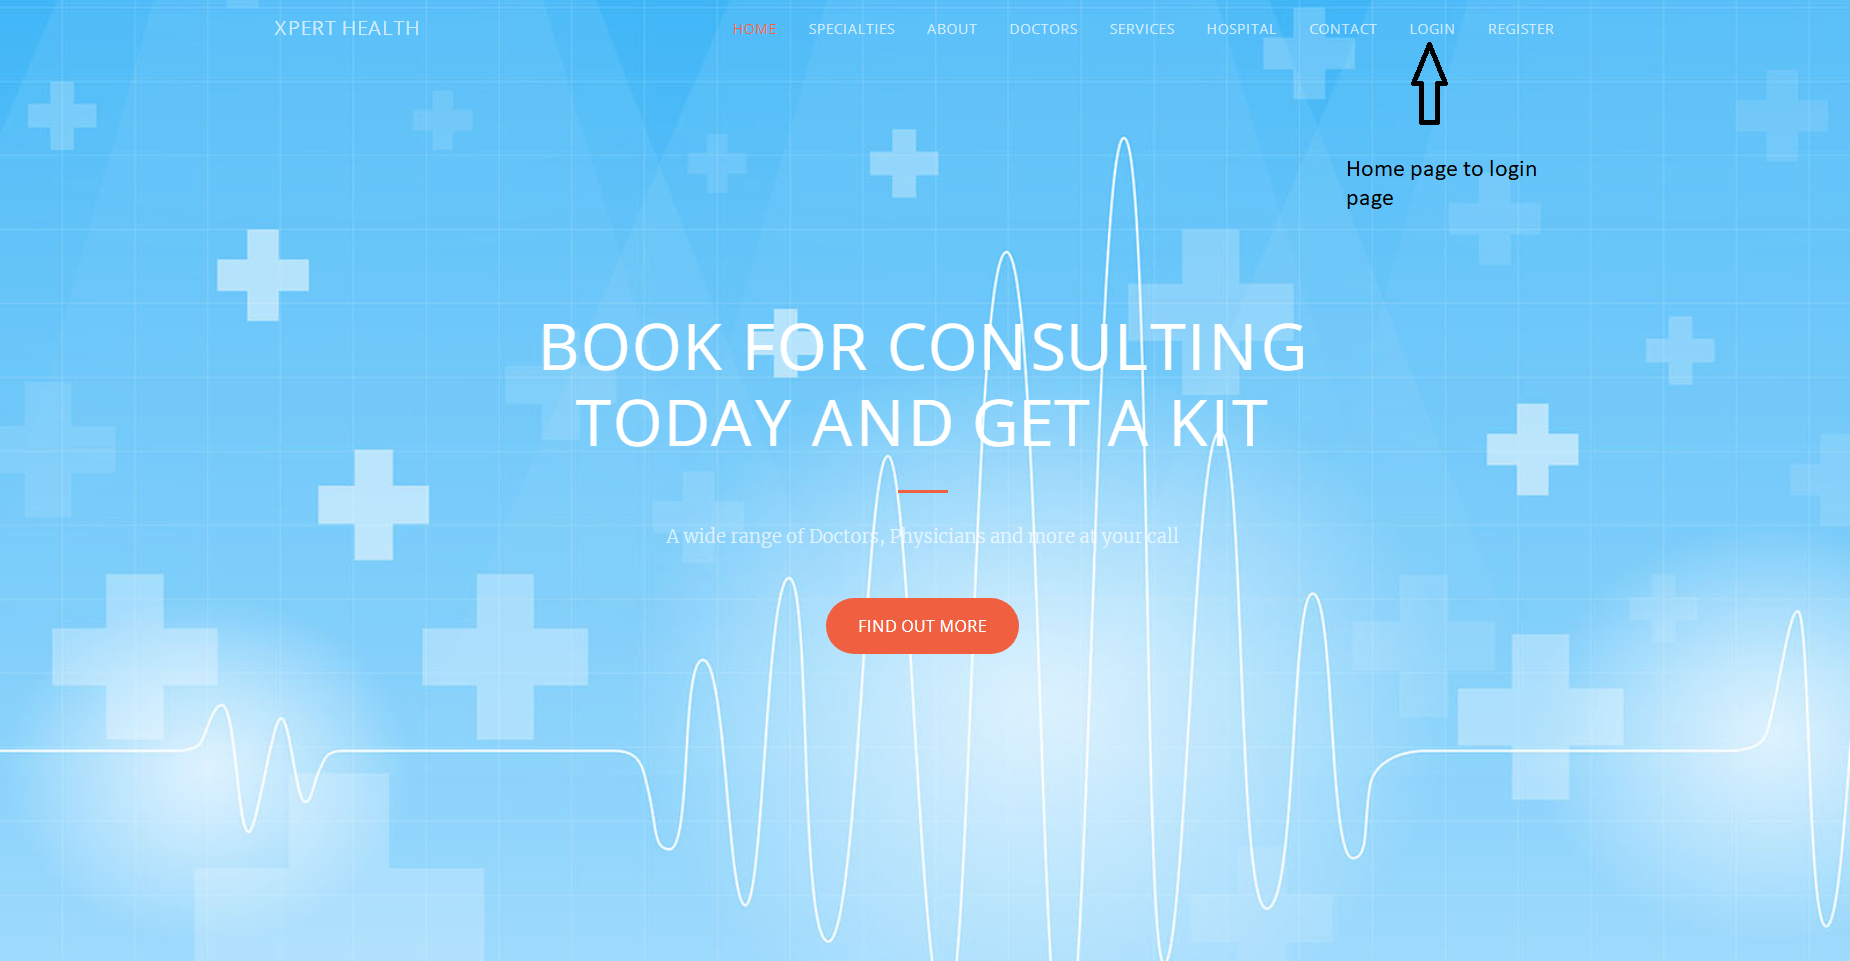 XPERT HEALTH
HOME SPECIALTIES ABOUT DOCTORS SERVICES HOSPITAL CONTACT LOGIN REGISTER
Home page to login
page
BOOK FOR CONSULTING
TODAY AND GET A KIT
A wide range of Doctors, Physicians and more at your call
FIND OUT MORE